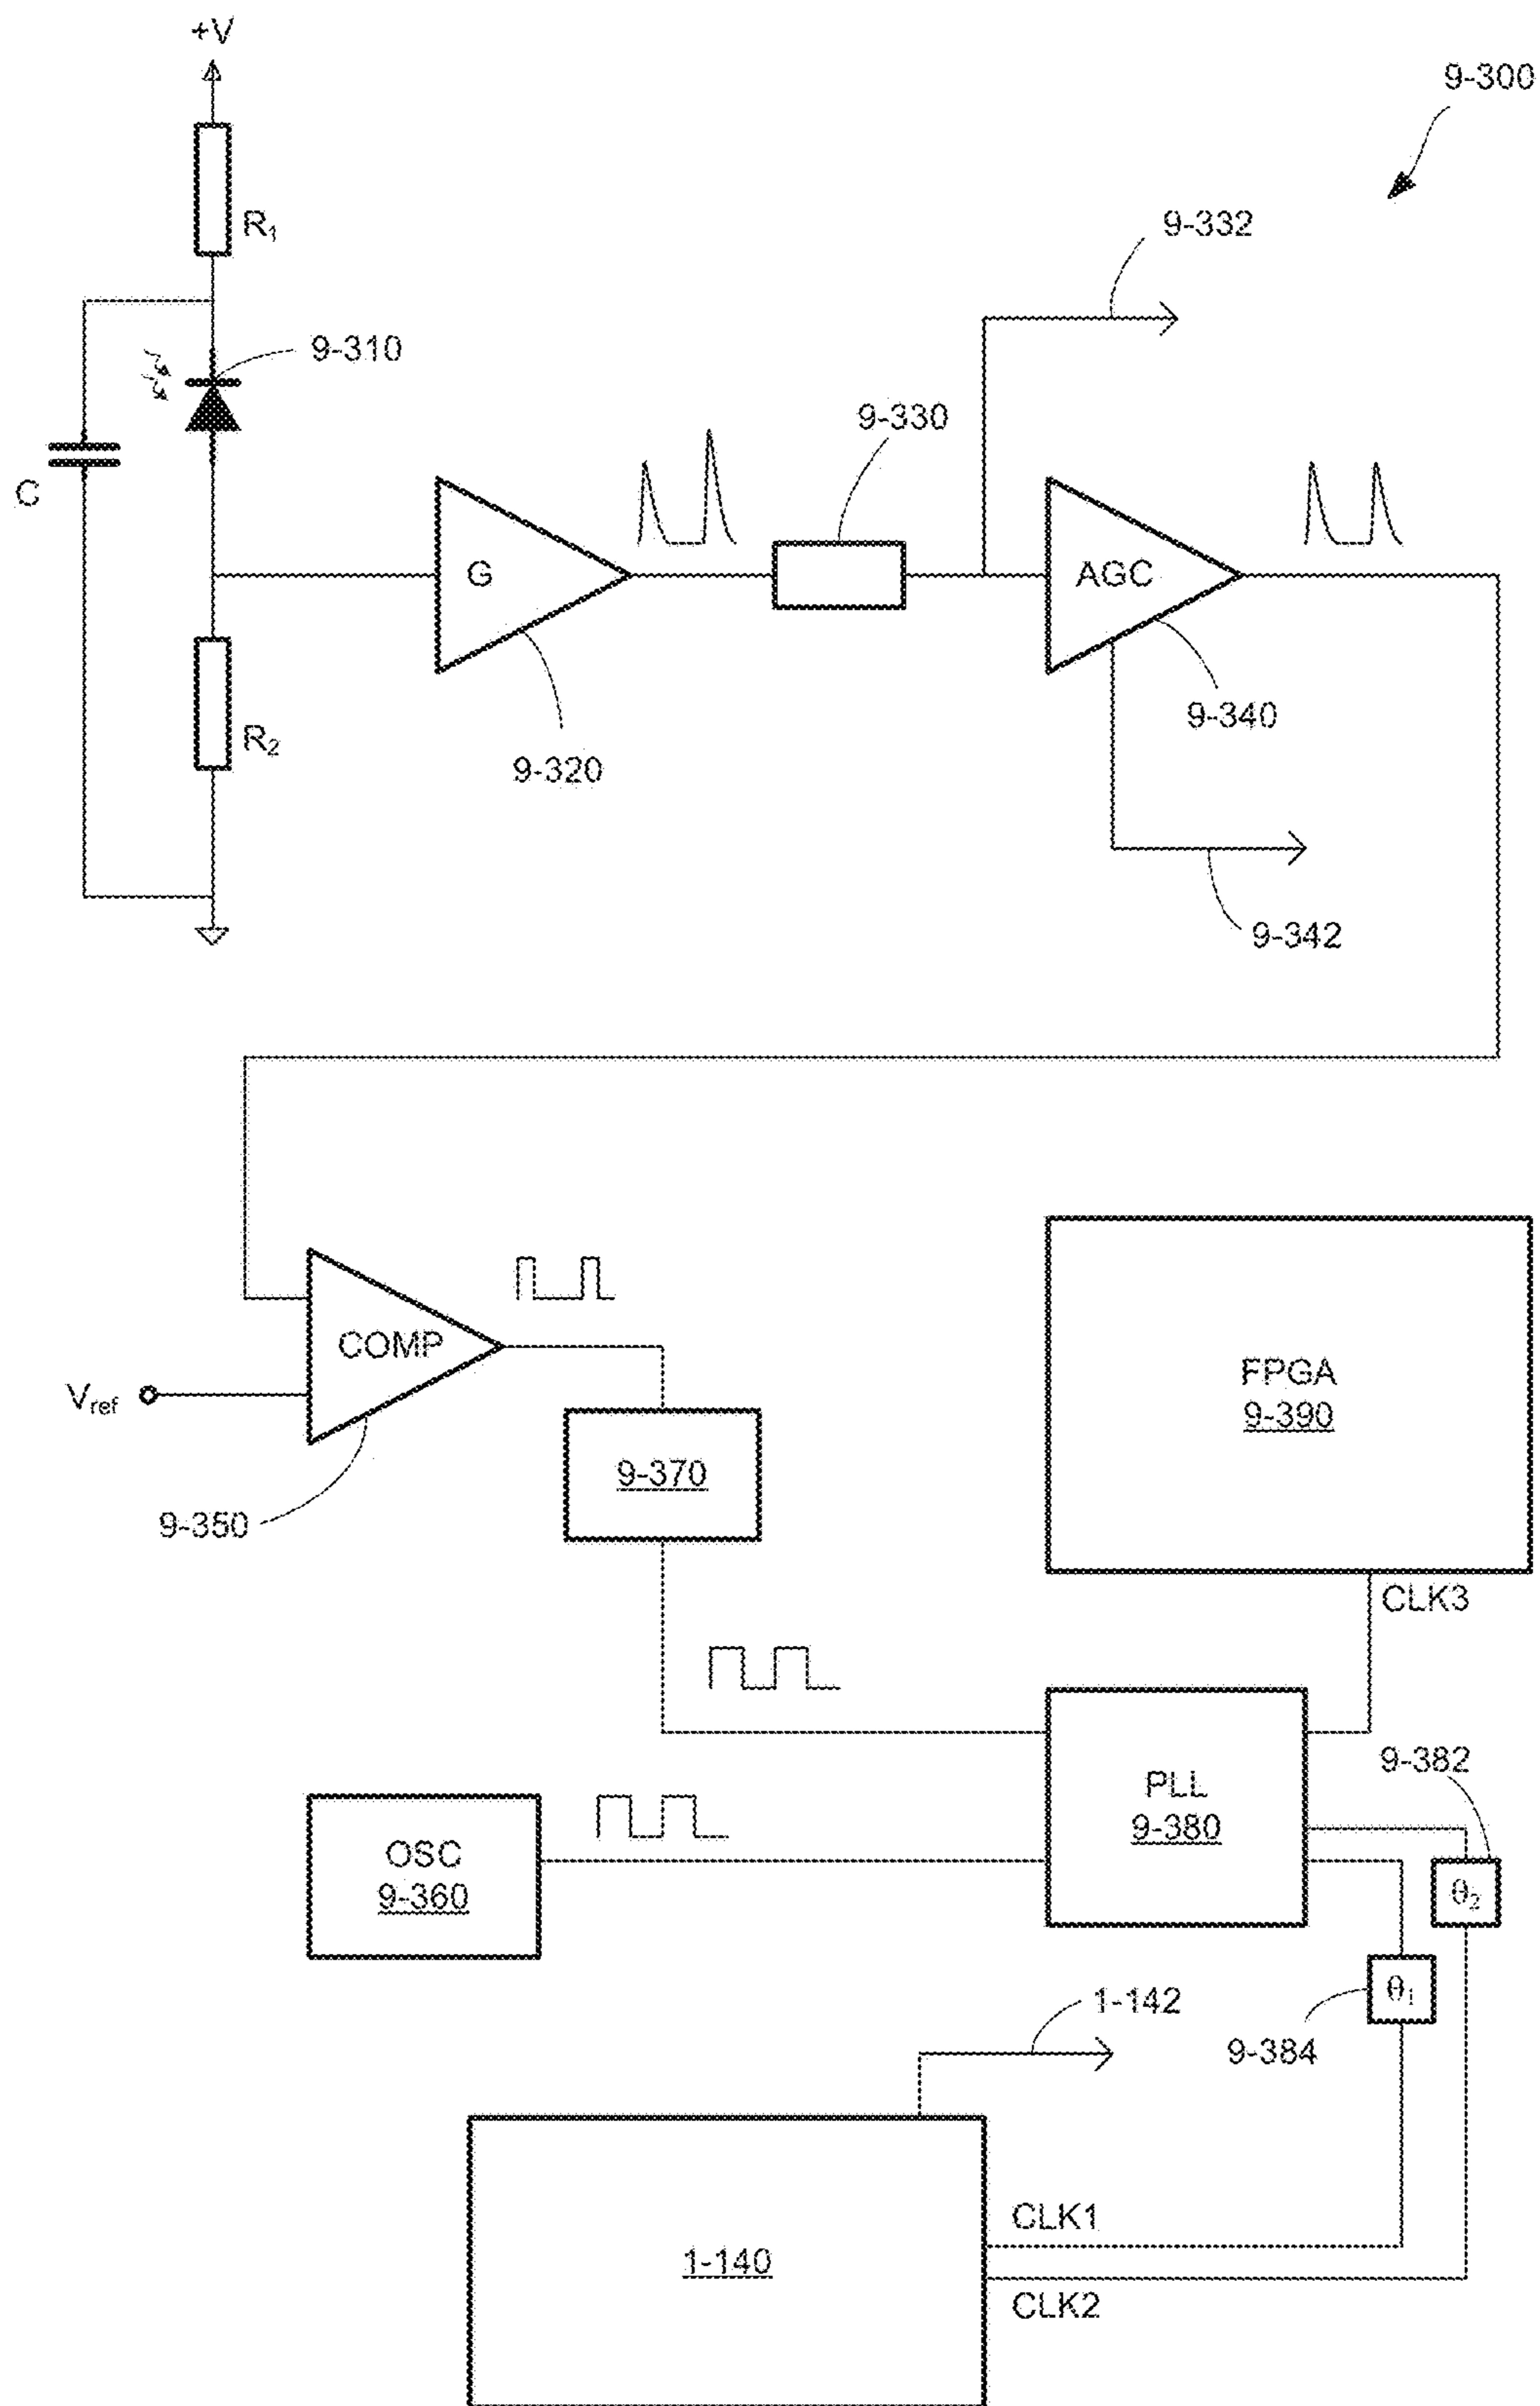 +V
9-300
R₁
9-332
9-310
9-330
C
G
AGC
9-340
R₂
9-320
9-342
COMP
FPGA
9-390
V_ref
9-370
9-350
CLK3
9-382
PLL
9-380
OSC
9-360
θ₂
θ₁
1-142
9-384
CLK1
1-140
CLK2